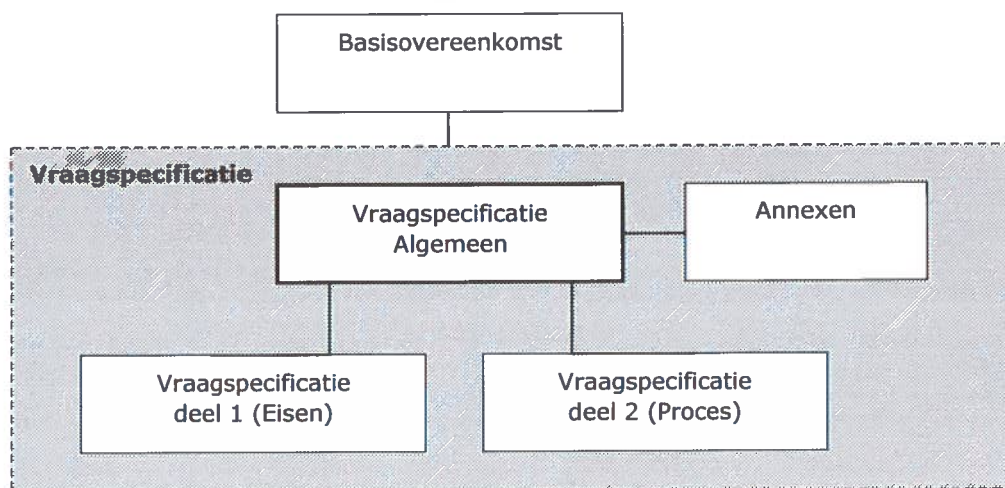 Basisovereenkomst
Vraagspecificatie
Vraagspecificatie
Algemeen
Annexen
Vraagspecificatie
deel 1 (Eisen)
Vraagspecificatie
deel 2 (Proces)